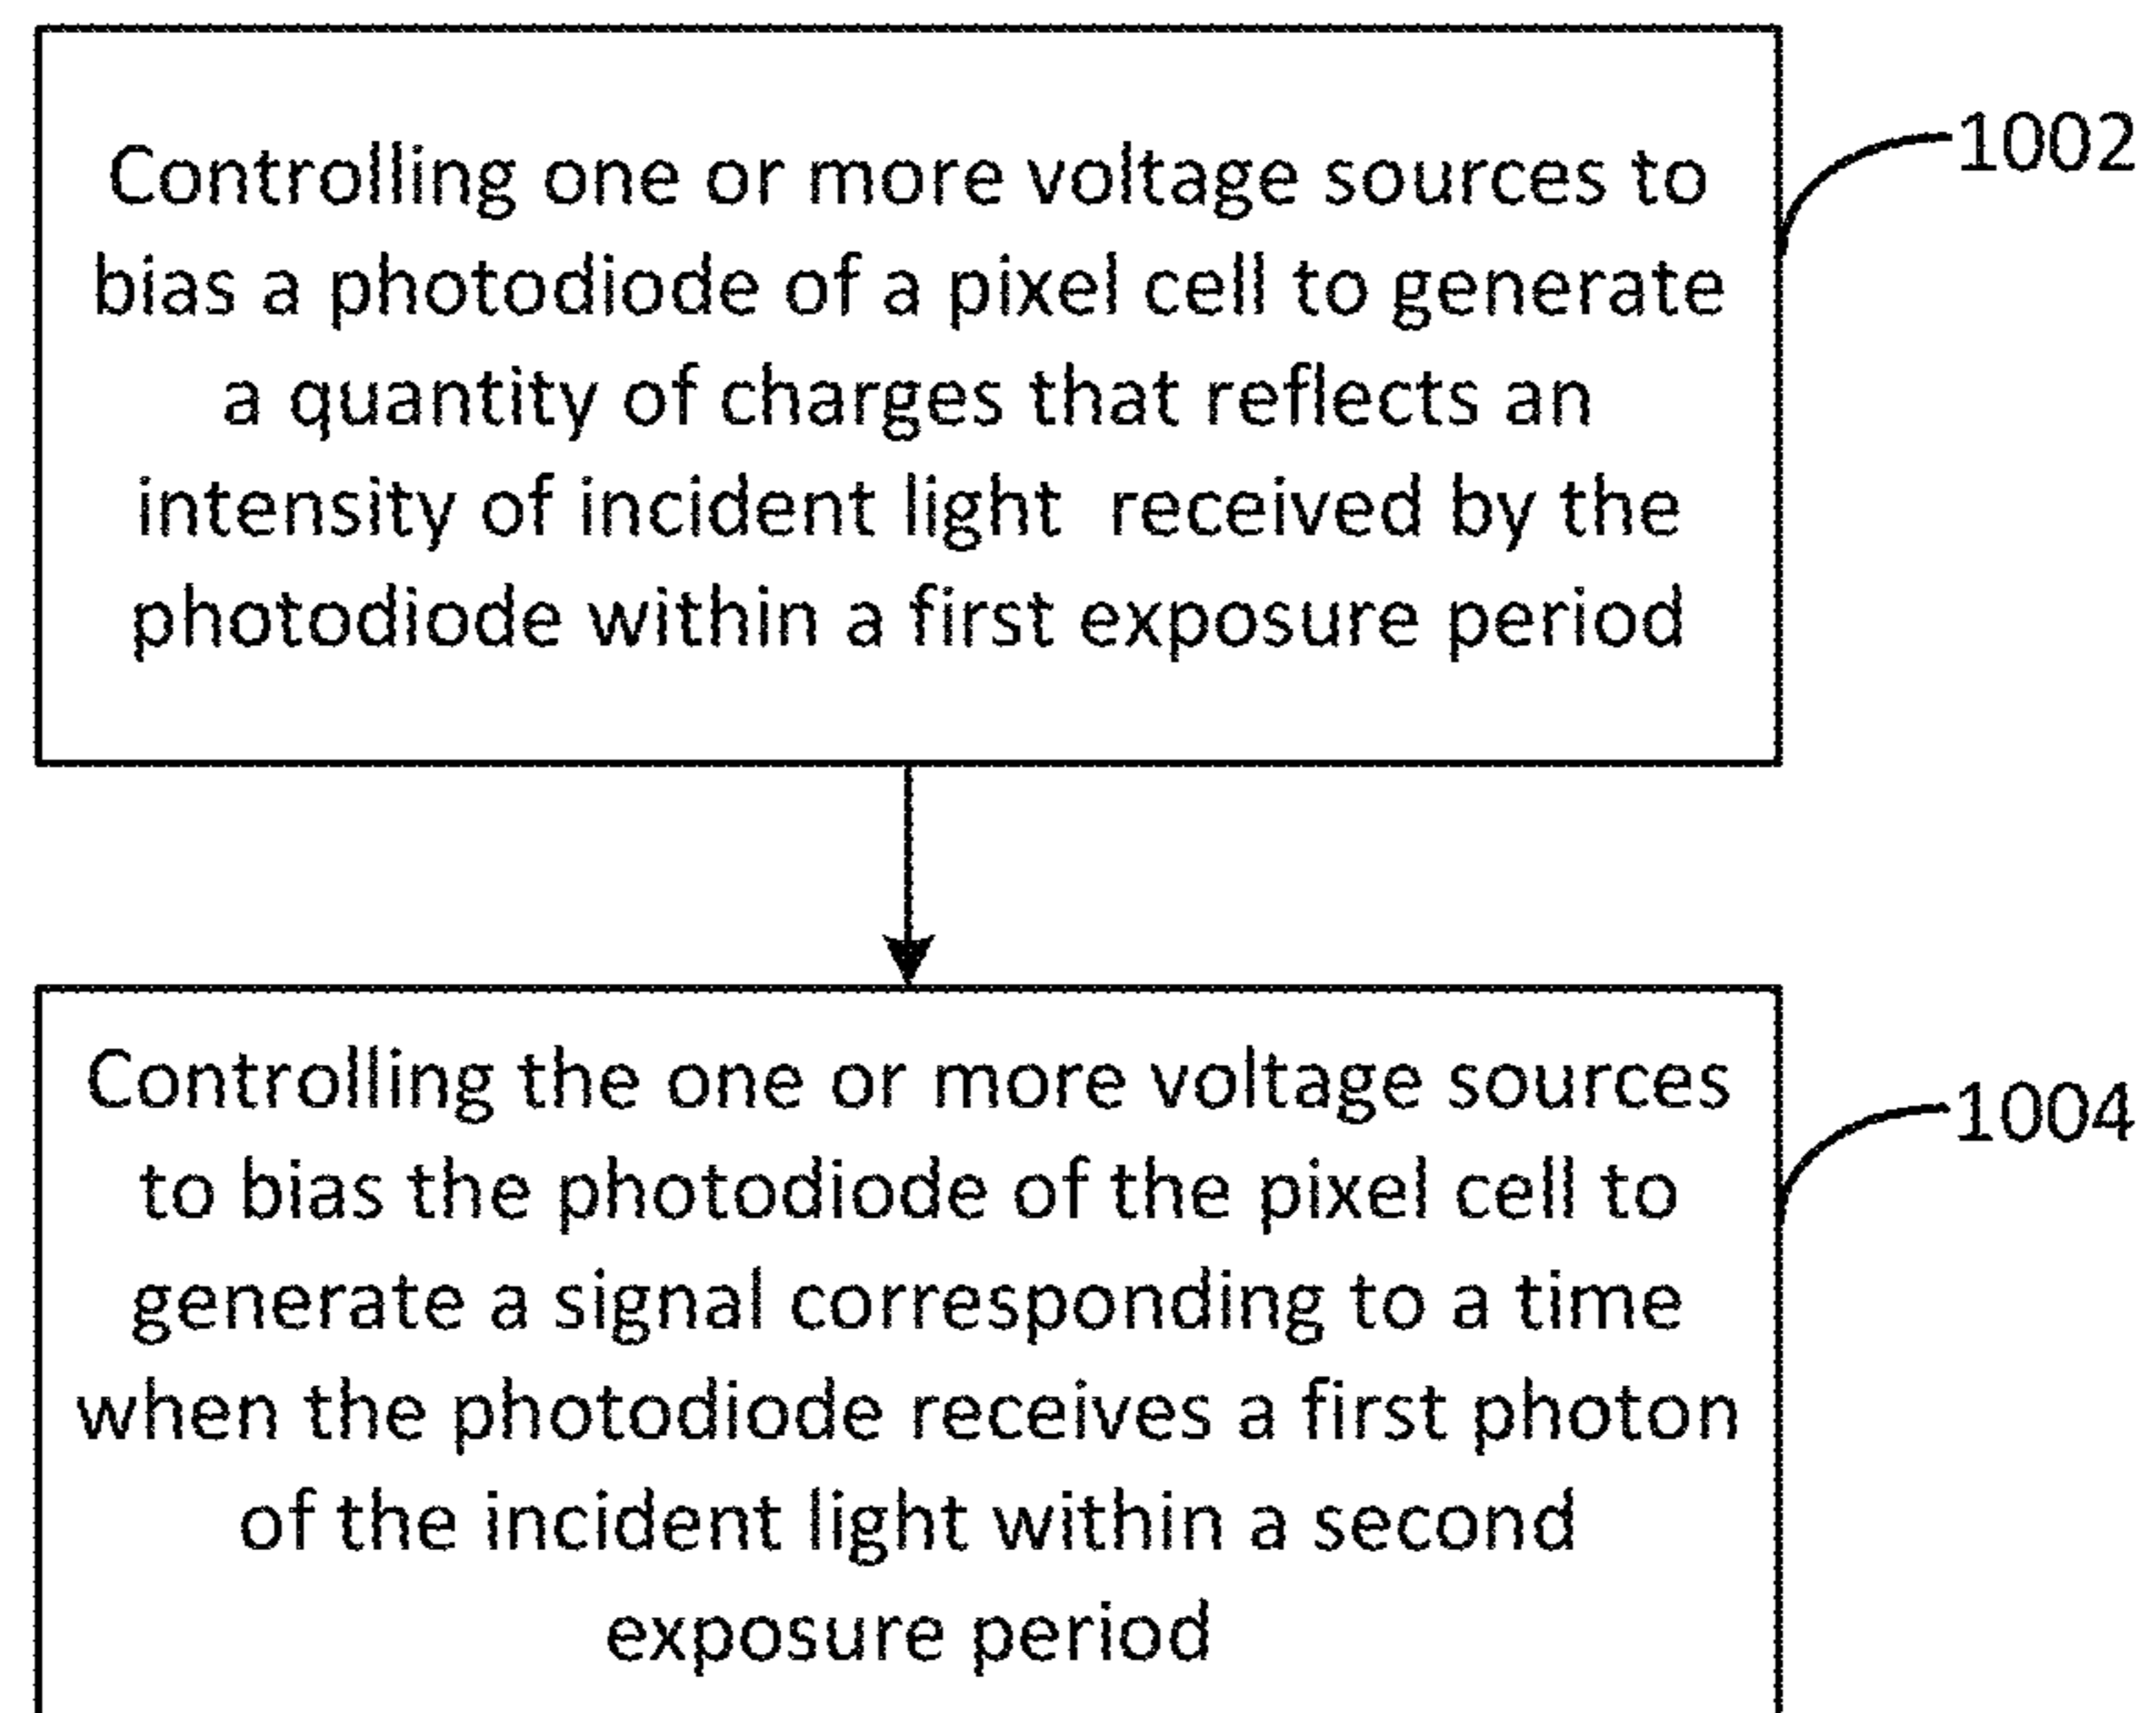 Controlling one or more voltage sources to
bias a photodiode of a pixel cell to generate
a quantity of charges that reflects an
intensity of incident light  received by the
photodiode within a first exposure period
1002
Controlling the one or more voltage sources
to bias the photodiode of the pixel cell to
generate a signal corresponding to a time
when the photodiode receives a first photon
of the incident light within a second
exposure period
1004